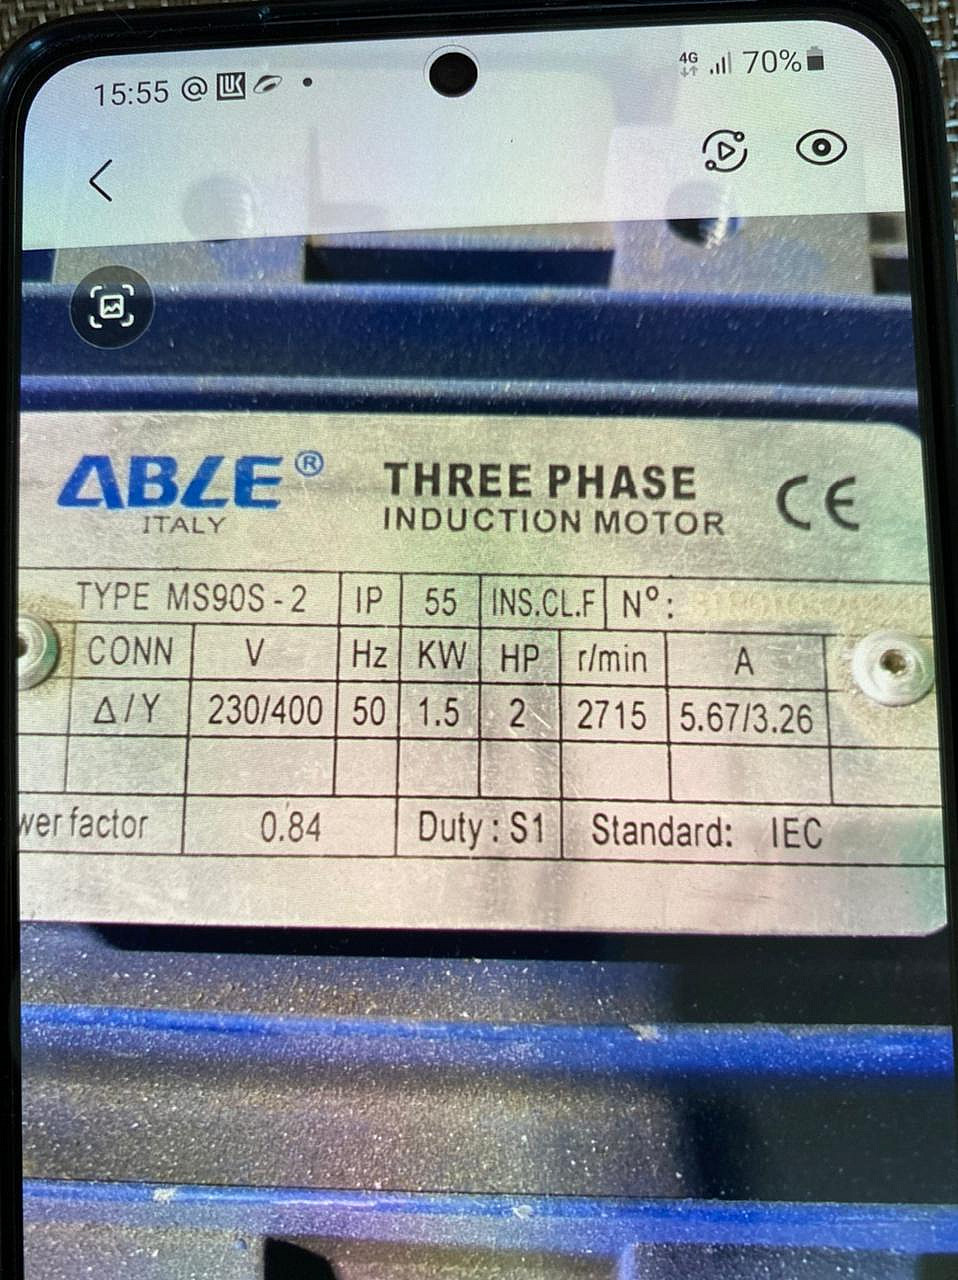 15:55 @ LUK 4G 70%
ABLE® THREE PHASE CE
ITALY INDUCTION MOTOR
TYPE MS90S-2 IP 55 INS.CL.F Nº:
CONN V Hz KW HP r/min A
Δ/Y 230/400 50 1.5 2 2715 5.67/3.26
wer factor 0.84 Duty: S1 Standard: IEC